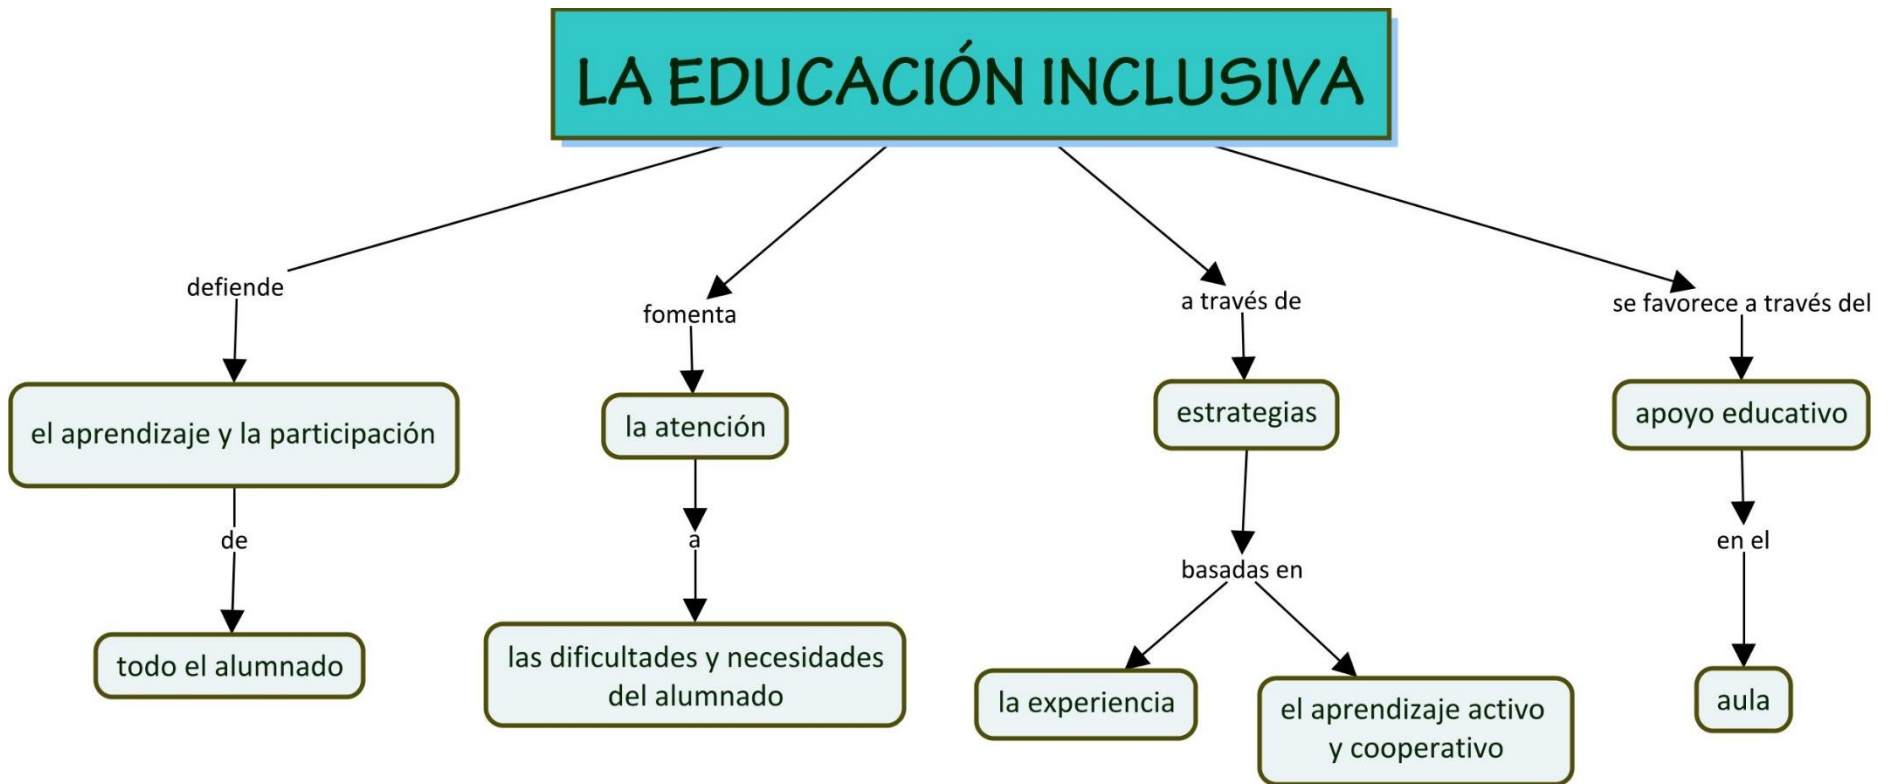 LA EDUCACIÓN INCLUSIVA
defiende
fomenta
a través de
se favorece a través del
el aprendizaje y la participación
la atención
estrategias
apoyo educativo
de
a
basadas en
en el
todo el alumnado
las dificultades y necesidades
del alumnado
la experiencia
el aprendizaje activo
y cooperativo
aula